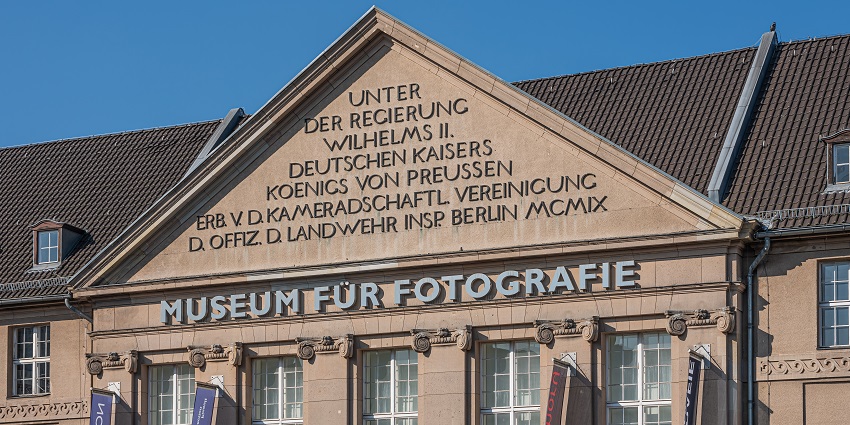 UNTER
DER REGIERUNG
WILHELMS II.
DEUTSCHEN KAISERS
KOENIGS VON PREUSSEN
ERB. V. D. KAMERADSCHAFTL. VEREINIGUNG
D. OFFIZ. D. LANDWEHR INSP. BERLIN MCMIX
MUSEUM FÜR FOTOGRAFIE